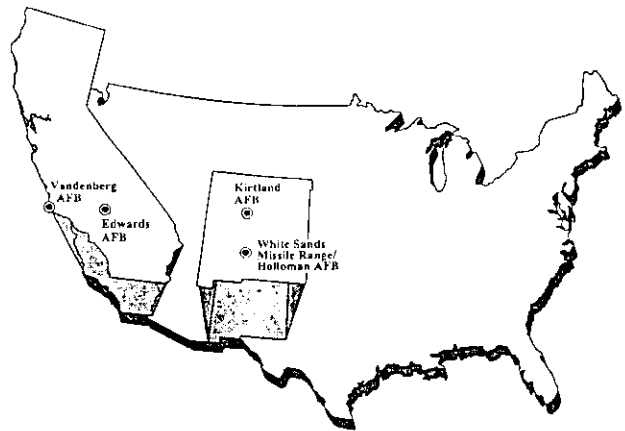 Vandenberg
AFB
Edwards
AFB
Kirtland
AFB
White Sands
Missile Range/
Holloman AFB